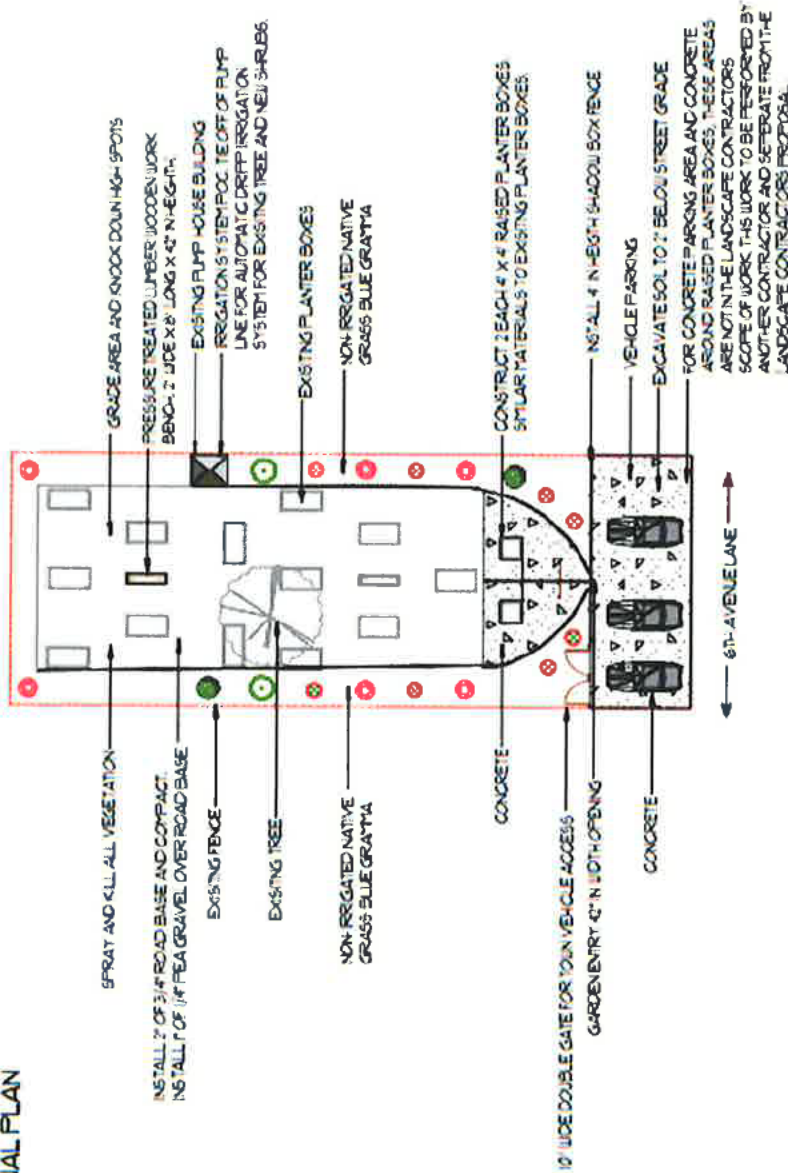 SPRAY AND KILL ALL VEGETATION
INSTALL 2" OF 3/4" ROAD BASE AND COMPACT.
INSTALL 1" OF 1/4" PEA GRAVEL OVER ROAD BASE
EXISTING FENCE
EXISTING TREE
NON-IRRIGATED NATIVE
GRASS BLUE GRAMMA
CONCRETE
10' WIDE DOUBLE GATE FOR TOWN VEHICLE ACCESS
GARDEN ENTRY 42" IN WIDTH OPENING
CONCRETE
GRADE AREA AND KNOCK DOWN HIGH SPOTS
PRESSURE TREATED LUMBER WOODEN WORK
BENCH, 2' WIDE X 8' LONG X 42" IN HEIGHTH.
EXISTING PUMP HOUSE BUILDING
IRRIGATION SYSTEM POC. TIE OFF OF PUMP
LINE FOR AUTOMATIC DRIPP IRRIGATION
SYSTEM FOR EXISTING TREE AND NEW SHRUBS.
EXISTING PLANTER BOXES
NON-IRRIGATED NATIVE
GRASS BLUE GRAMMA
CONSTRUCT 2 EACH 4' X 4' RAISED PLANTER BOXES
SIMILAR MATERIALS TO EXISTING PLANTER BOXES.
INSTALL 4' IN HEIGTH SHADOW BOX FENCE
VEHICLE PARKING
EXCAVATE SOIL TO 2" BELOW STREET GRADE
FOR CONCRETE PARKING AREA AND CONCRETE
AROUND RAISED PLANTER BOXES, THESE AREAS
ARE NOT IN THE LANDSCAPE CONTRACTORS
SCOPE OF WORK. THIS WORK TO BE PERFORMED BY
ANOTHER CONTRACTOR AND SEPERATE FROM THE
LANDSCAPE CONTRACTORS PROPOSAL.
6TH AVENUE LANE
PLAN